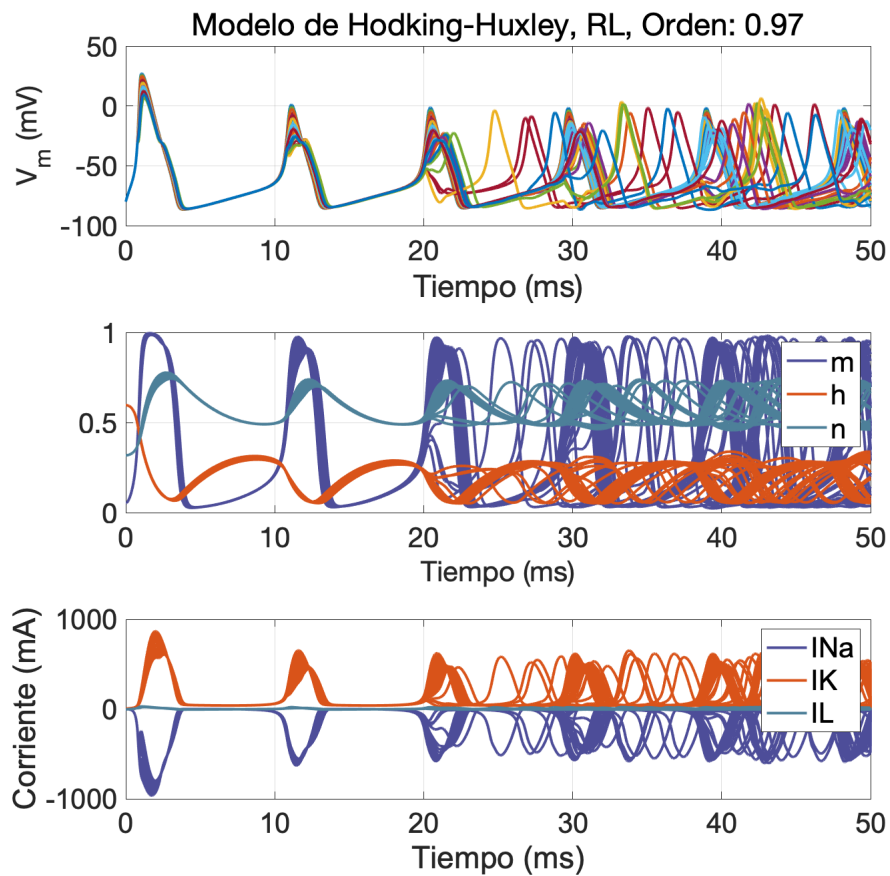 Modelo de Hodking-Huxley, RL, Orden: 0.97
V_m (mV)
50
0
-50
-100
0 10 20 30 40 50
Tiempo (ms)
1
0.5
0
m
h
n
0 10 20 30 40 50
Tiempo (ms)
Corriente (mA)
1000
0
-1000
INa
IK
IL
0 10 20 30 40 50
Tiempo (ms)